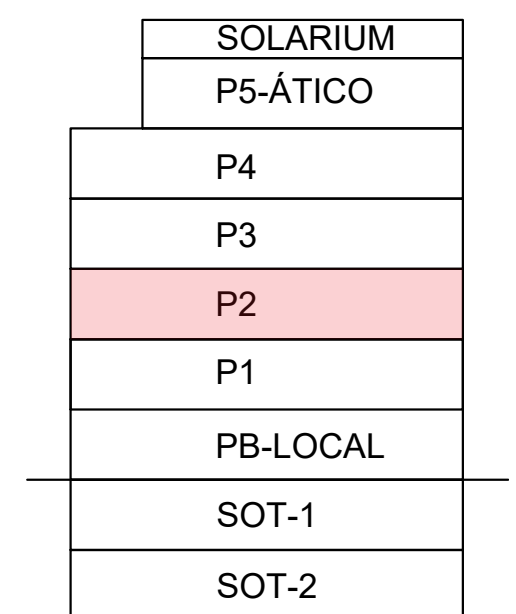 SOLARIUM
P5-ÁTICO
P4
P3
P2
P1
PB-LOCAL
SOT-1
SOT-2